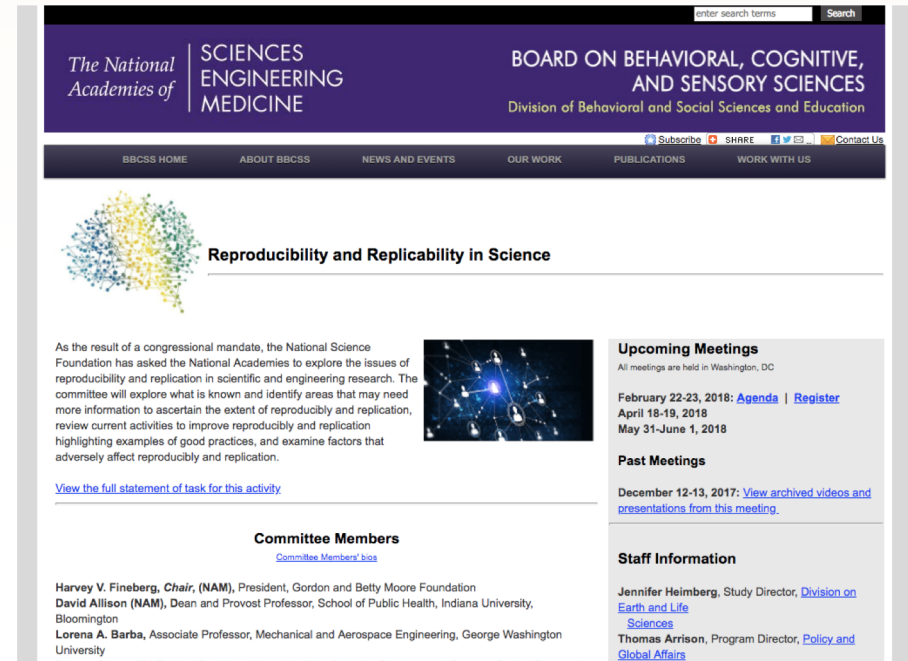 enter search terms Search
The National
Academies of
SCIENCES
ENGINEERING
MEDICINE
BOARD ON BEHAVIORAL, COGNITIVE,
AND SENSORY SCIENCES
Division of Behavioral and Social Sciences and Education
Subscribe SHARE Contact Us
BBCSS HOME ABOUT BBCSS NEWS AND EVENTS OUR WORK PUBLICATIONS WORK WITH US
Reproducibility and Replicability in Science
As the result of a congressional mandate, the National Science
Foundation has asked the National Academies to explore the issues of
reproducibility and replication in scientific and engineering research. The
committee will explore what is known and identify areas that may need
more information to ascertain the extent of reproducibly and replication,
review current activities to improve reproducibly and replication
highlighting examples of good practices, and examine factors that
adversely affect reproducibly and replication.
View the full statement of task for this activity
Committee Members
Committee Members' bios
Harvey V. Fineberg, Chair, (NAM), President, Gordon and Betty Moore Foundation
David Allison (NAM), Dean and Provost Professor, School of Public Health, Indiana University,
Bloomington
Lorena A. Barba, Associate Professor, Mechanical and Aerospace Engineering, George Washington
University
Upcoming Meetings
All meetings are held in Washington, DC
February 22-23, 2018: Agenda | Register
April 18-19, 2018
May 31-June 1, 2018
Past Meetings
December 12-13, 2017: View archived videos and
presentations from this meeting
Staff Information
Jennifer Heimberg, Study Director, Division on
Earth and Life
Sciences
Thomas Arrison, Program Director, Policy and
Global Affairs